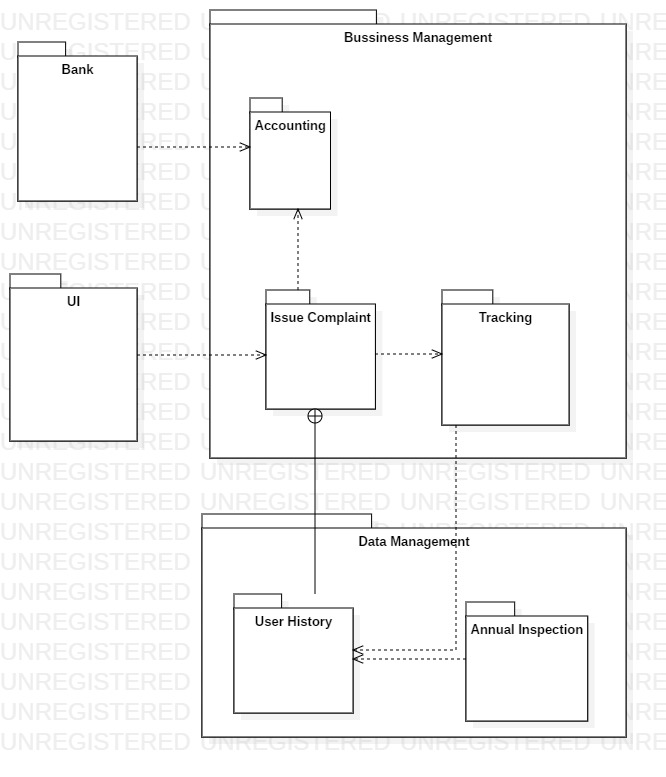 Bussiness Management
Bank
Accounting
UI
Issue Complaint
Tracking
Data Management
User History
Annual Inspection
UNREGISTERED